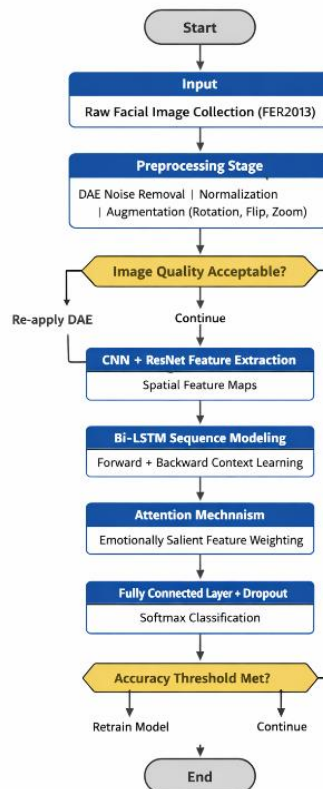 Start
Input
Raw Facial Image Collection (FER2013)
Preprocessing Stage
DAE Noise Removal | Normalization
| Augmentation (Rotation, Flip, Zoom)
Image Quality Acceptable?
Re-apply DAE
Continue
CNN + ResNet Feature Extraction
Spatial Feature Maps
Bi-LSTM Sequence Modeling
Forward + Backward Context Learning
Attention Mechnnism
Emotionally Salient Feature Weighting
Fully Connected Layer + Dropout
Softmax Classification
Accuracy Threshold Met?
Retrain Model
Continue
End